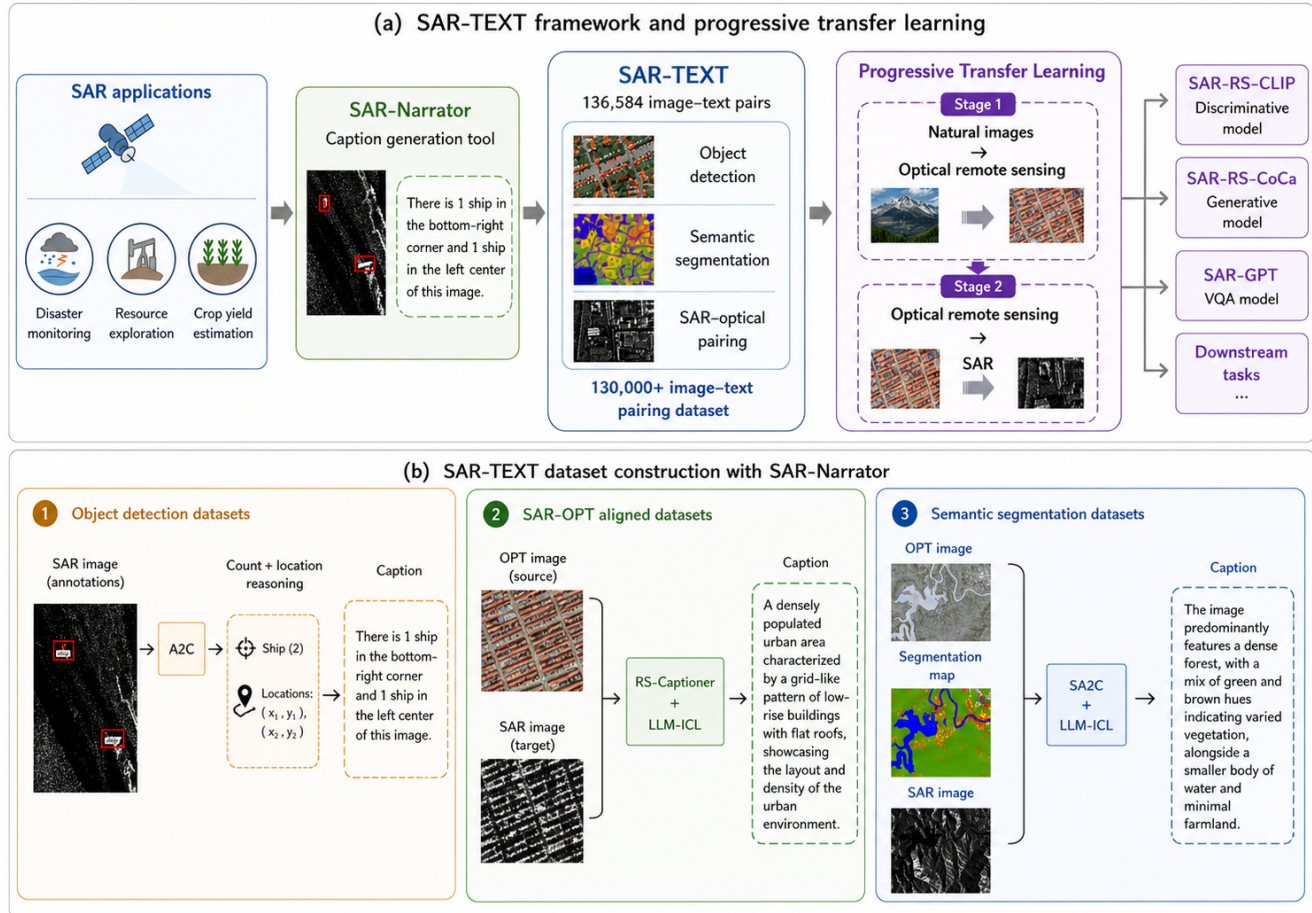 (a) SAR-TEXT framework and progressive transfer learning
SAR applications
Disaster
monitoring
Resource
exploration
Crop yield
estimation
SAR-Narrator
Caption generation tool
There is 1 ship in
the bottom-right
corner and 1 ship
in the left center
of this image.
SAR-TEXT
136,584 image–text pairs
Object
detection
Semantic
segmentation
SAR-optical
pairing
130,000+ image–text
pairing dataset
Progressive Transfer Learning
Stage 1
Natural images
→
Optical remote sensing
Stage 2
Optical remote sensing
→
SAR
SAR-RS-CLIP
Discriminative
model
SAR-RS-CoCa
Generative
model
SAR-GPT
VQA model
Downstream
tasks
...
(b) SAR-TEXT dataset construction with SAR-Narrator
1 Object detection datasets
SAR image
(annotations)
ship
ship
A2C
Count + location
reasoning
Ship (2)
Locations:
(x₁, y₁),
(x₂, y₂)
Caption
There is 1 ship
in the bottom-
right corner
and 1 ship in
the left center
of this image.
2 SAR-OPT aligned datasets
OPT image
(source)
SAR image
(target)
RS-Captioner
+
LLM-ICL
Caption
A densely
populated
urban area
characterized
by a grid-like
pattern of low-
rise buildings
with flat roofs,
showcasing
the layout and
density of the
urban
environment.
3 Semantic segmentation datasets
OPT image
Segmentation
map
SAR image
SA2C
+
LLM-ICL
Caption
The image
predominantly
features a dense
forest, with a
mix of green and
brown hues
indicating varied
vegetation,
alongside a
smaller body of
water and
minimal
farmland.